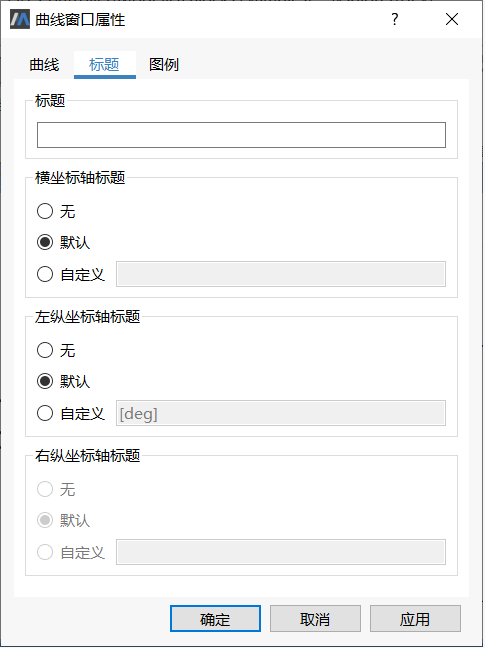 曲线窗口属性
?
曲线 标题 图例
标题
横坐标轴标题
无
默认
自定义
左纵坐标轴标题
无
默认
自定义 [deg]
右纵坐标轴标题
无
默认
自定义
确定 取消 应用